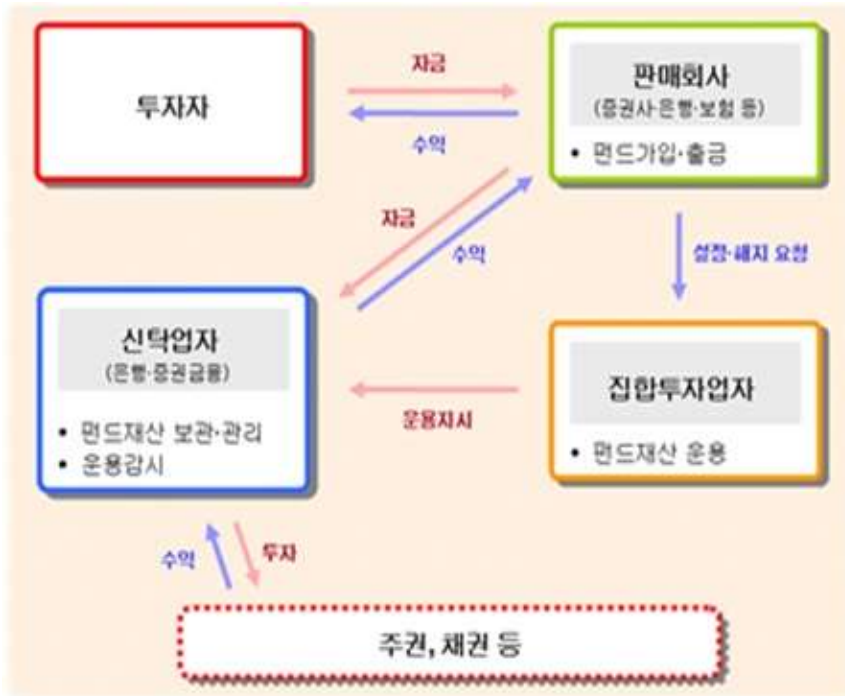 투자자
자금
수익
판매회사
(증권사·은행·보험 등)
• 펀드가입·출금
자금
수익
설정·해지 요청
신탁업자
(은행·증권금융)
• 펀드재산 보관·관리
• 운용감시
운용지시
집합투자업자
• 펀드재산 운용
수익
투자
주권, 채권 등